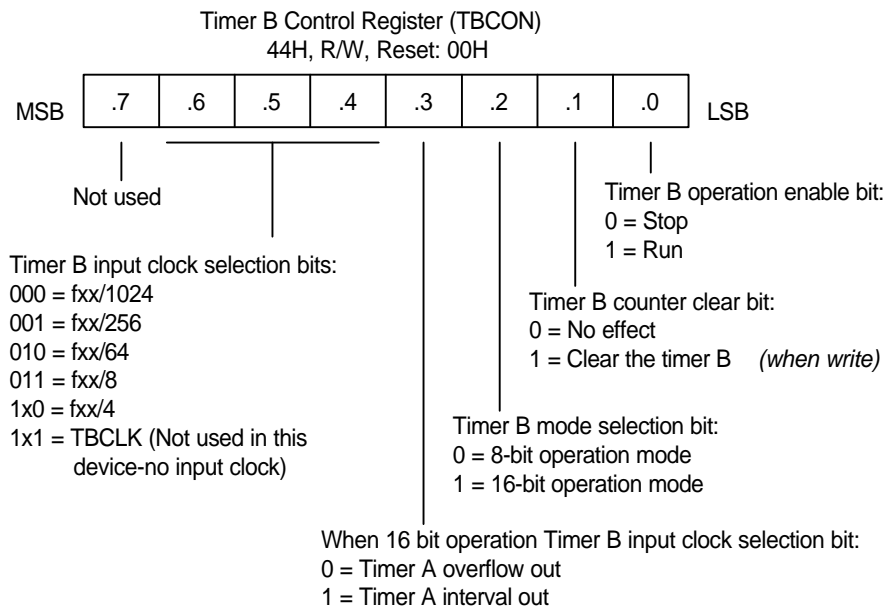 Timer B Control Register (TBCON)
44H, R/W, Reset: 00H
MSB .7 .6 .5 .4 .3 .2 .1 .0 LSB
Not used
Timer B input clock selection bits:
000 = fxx/1024
001 = fxx/256
010 = fxx/64
011 = fxx/8
1x0 = fxx/4
1x1 = TBCLK (Not used in this
device-no input clock)
Timer B operation enable bit:
0 = Stop
1 = Run
Timer B counter clear bit:
0 = No effect
1 = Clear the timer B (when write)
Timer B mode selection bit:
0 = 8-bit operation mode
1 = 16-bit operation mode
When 16 bit operation Timer B input clock selection bit:
0 = Timer A overflow out
1 = Timer A interval out